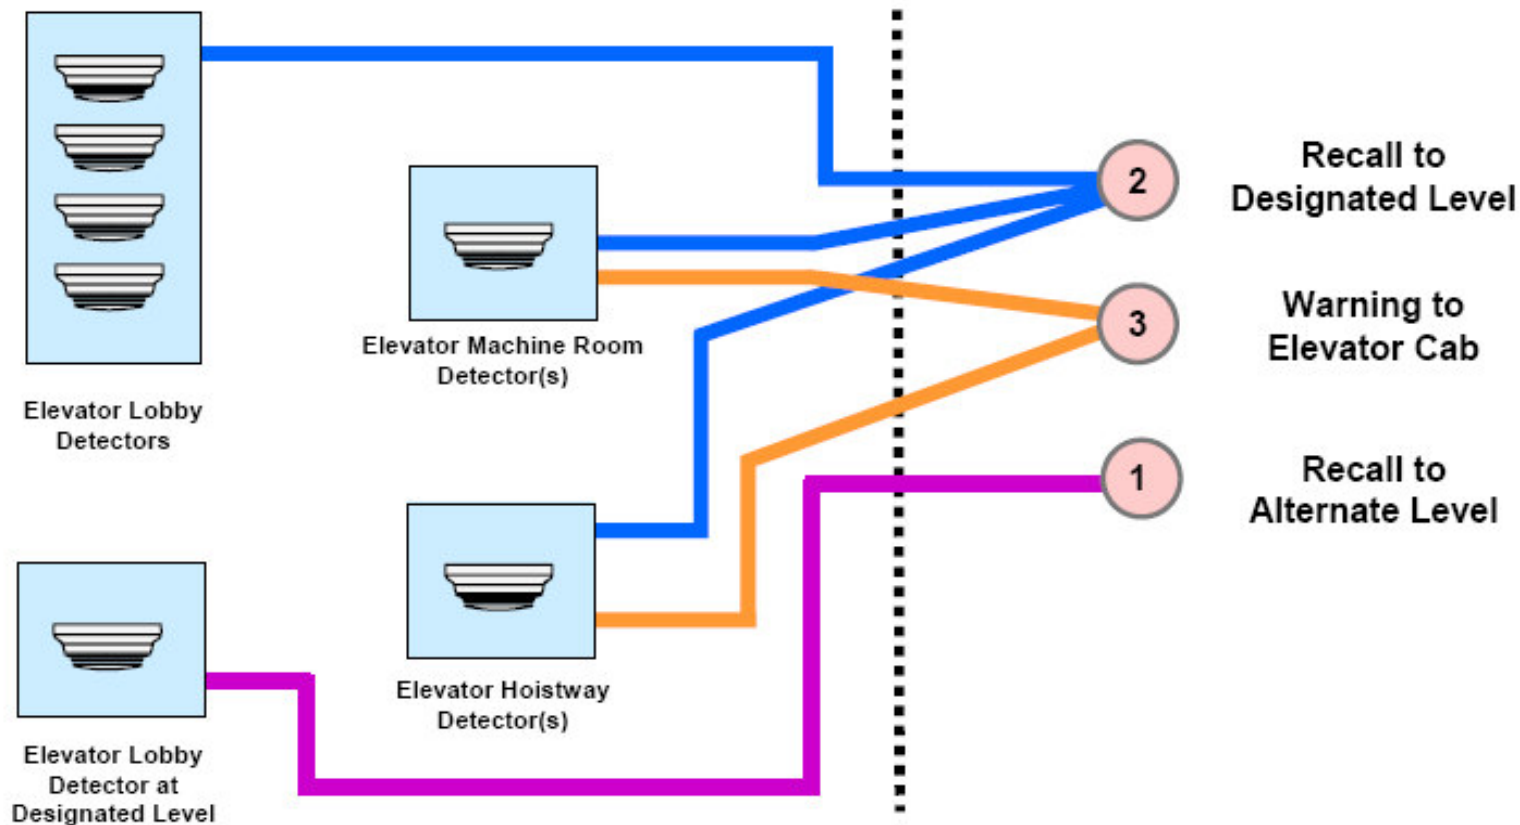 2
Recall to
Designated Level
Elevator Machine Room
Detector(s)
3
Warning to
Elevator Cab
Elevator Lobby
Detectors
1
Recall to
Alternate Level
Elevator Hoistway
Detector(s)
Elevator Lobby
Detector at
Designated Level